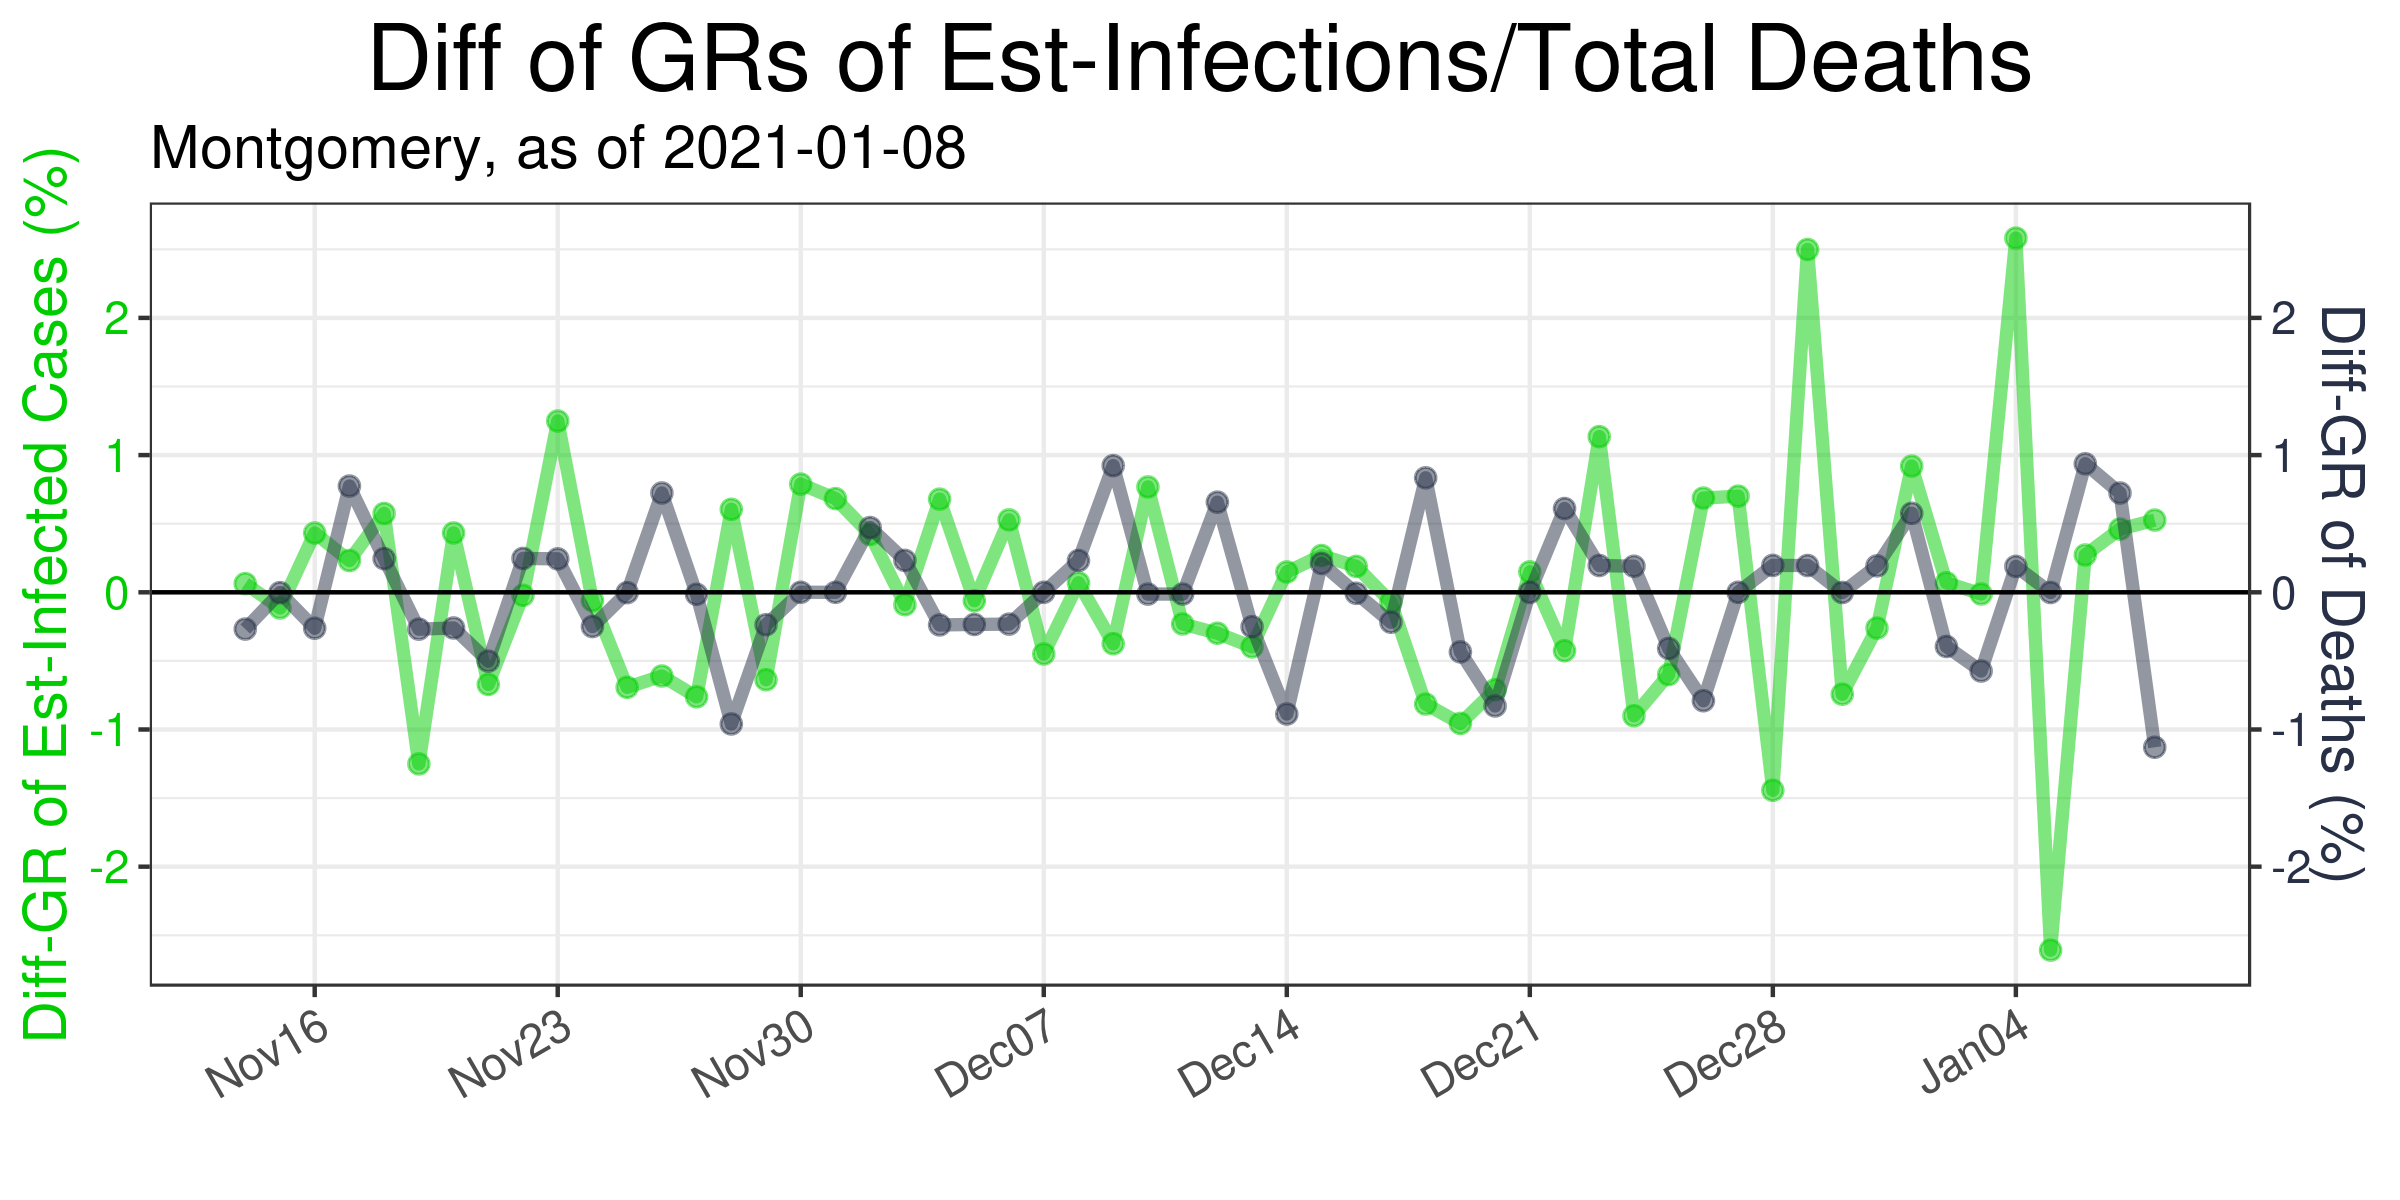 Diff of GRs of Est-Infections/Total Deaths
Montgomery, as of 2021-01-08
Diff-GR of Est-Infected Cases (%)
2
1
0
-1
-2
2
1
0
-1
-2
Diff-GR of Deaths (%)
Nov16
Nov23
Nov30
Dec07
Dec14
Dec21
Dec28
Jan04